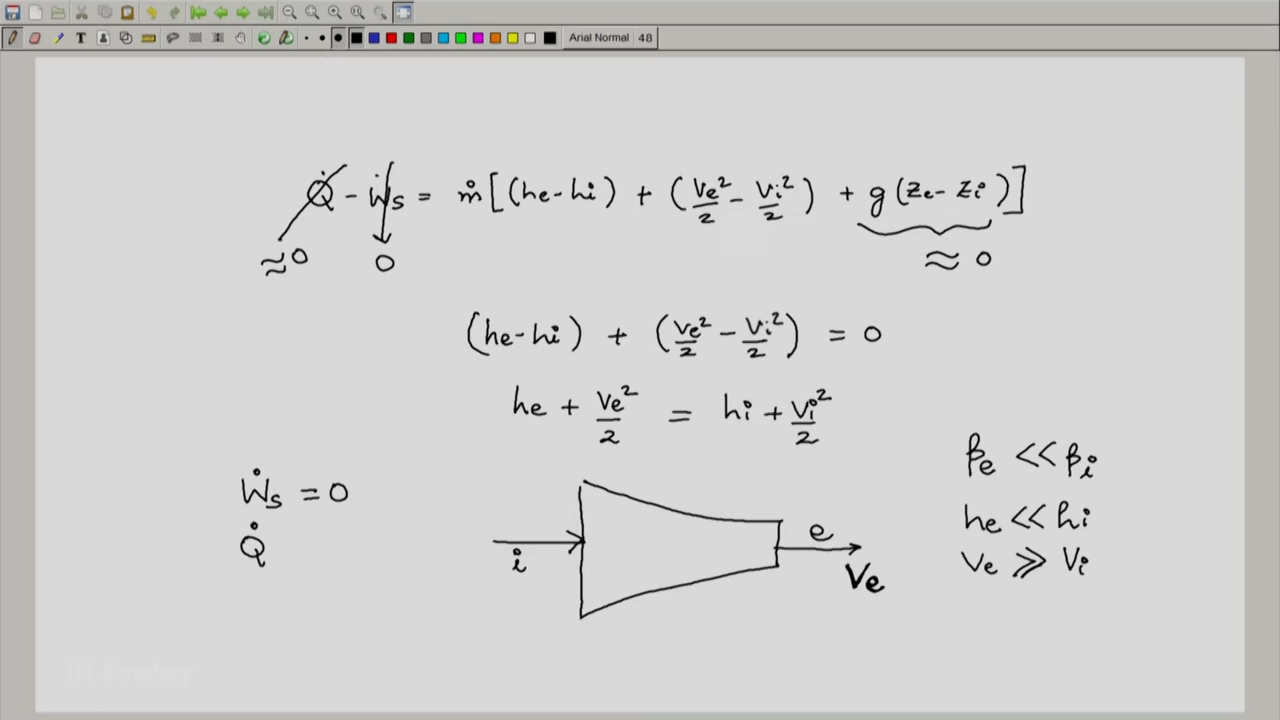 Arial Normal 48
Q̇ - Ẇs = ṁ[(he-hi) + (Ve²/2 - Vi²/2) + g(Ze- Zi)]
≈0 0 ≈ 0
(he-hi) + (Ve²/2 - Vi²/2) = 0
he + Ve²/2 = hi + Vi²/2
Pe << Pi
Ẇs = 0
he << hi
Q̇
i
e
Ve >> Vi
Ve